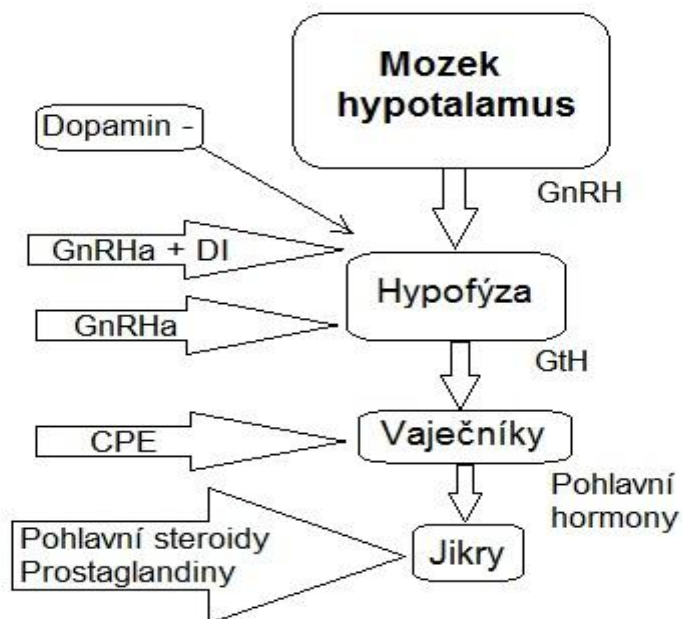 Mozek
hypotalamus
Dopamin -
GnRH
GnRHa + DI
Hypofýza
GnRHa
GtH
CPE
Vaječníky
Pohlavní
hormony
Pohlavní steroidy
Prostaglandiny
Jikry